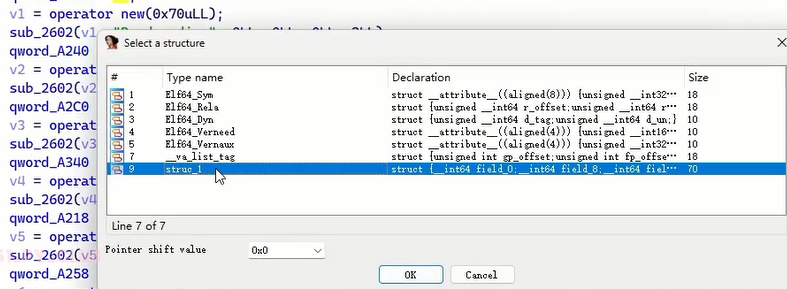 v1 = operator new(0x70uLL);
sub_2602(v1
qword_A240
v2 = operat
sub_2602(v2
qword_A2C0
v3 = operat
sub_2602(v3
qword_A340
v4 = operat
sub_2602(v4
qword_A218
v5 = operat
sub_2602(v5
qword_A258
Select a structure
# Type name Declaration Size
1 Elf64_Sym struct __attribute__((aligned(8))) {unsigned __int32··· 18
2 Elf64_Rela struct {unsigned __int64 r_offset;unsigned __int64 r··· 18
3 Elf64_Dyn struct {unsigned __int64 d_tag;unsigned __int64 d_un;} 10
4 Elf64_Verneed struct __attribute__((aligned(4))) {unsigned __int16··· 10
5 Elf64_Vernaux struct __attribute__((aligned(4))) {unsigned __int32··· 10
7 __va_list_tag struct {unsigned int gp_offset;unsigned int fp_offse··· 18
9 struc_1 struct {__int64 field_0;__int64 field_8;__int64 fiel··· 70
Line 7 of 7
Pointer shift value 0x0
OK Cancel